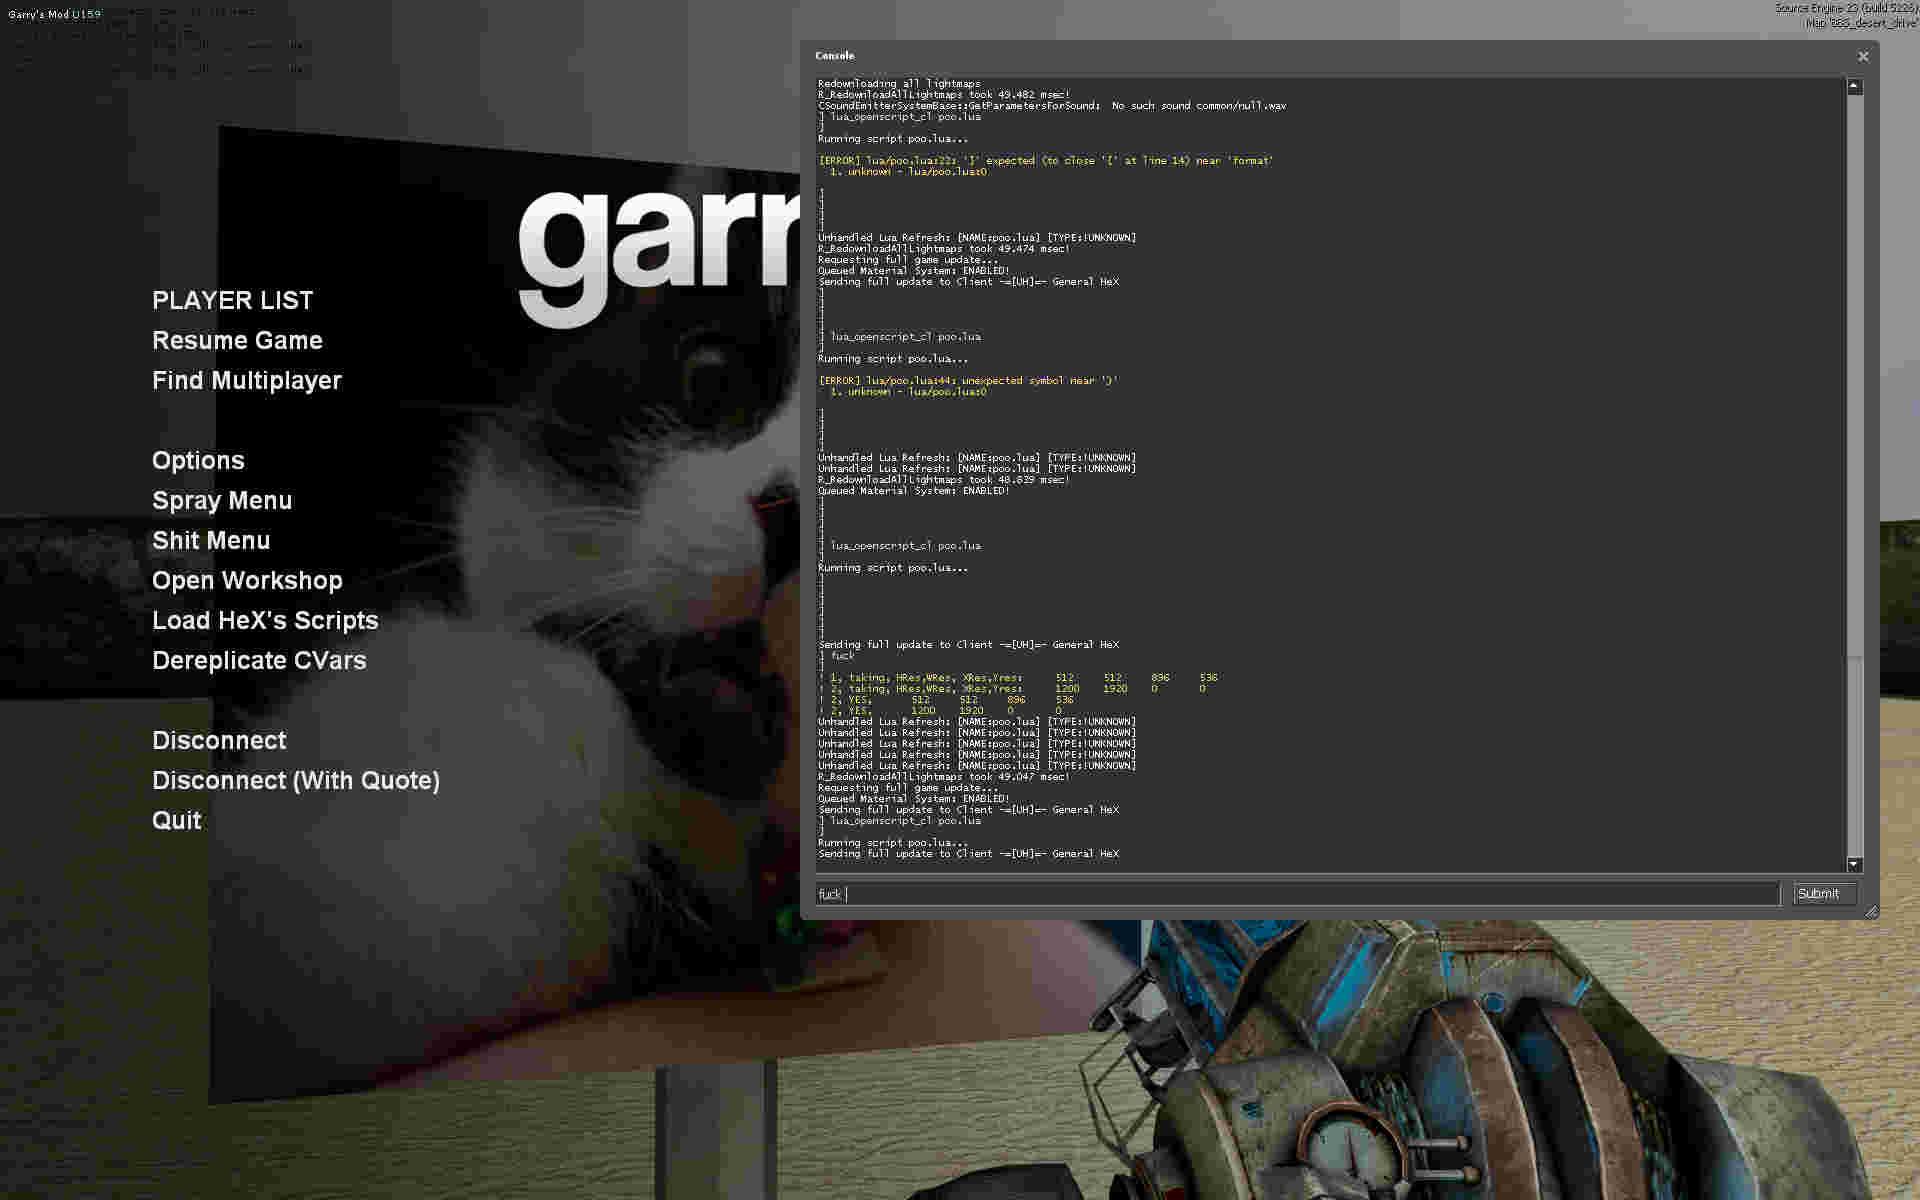 Garry's Mod U159
Source Engine 23 (build 5226)
Map 'BBS_desert_drive'
garr
PLAYER LIST
Resume Game
Find Multiplayer
Options
Spray Menu
Shit Menu
Open Workshop
Load HeX's Scripts
Dereplicate CVars
Disconnect
Disconnect (With Quote)
Quit
Console
Redownloading all lightmaps
R_RedownloadAllLightmaps took 49.482 msec!
CSoundEmitterSystemBase::GetParametersForSound:  No such sound common/null.wav
] lua_openscript_cl poo.lua
]
Running script poo.lua...
[ERROR] lua/poo.lua:22: '}' expected (to close '{' at line 14) near 'format'
1. unknown - lua/poo.lua:0
]
]
]
]
Unhandled Lua Refresh: [NAME:poo.lua] [TYPE:!UNKNOWN]
R_RedownloadAllLightmaps took 49.474 msec!
Requesting full game update...
Queued Material System: ENABLED!
Sending full update to Client -=[UH]=- General HeX
]
]
]
]
] lua_openscript_cl poo.lua
]
Running script poo.lua...
[ERROR] lua/poo.lua:44: unexpected symbol near ')'
1. unknown - lua/poo.lua:0
]
]
]
]
Unhandled Lua Refresh: [NAME:poo.lua] [TYPE:!UNKNOWN]
Unhandled Lua Refresh: [NAME:poo.lua] [TYPE:!UNKNOWN]
R_RedownloadAllLightmaps took 48.639 msec!
Queued Material System: ENABLED!
]
]
]
]
] lua_openscript_cl poo.lua
]
Running script poo.lua...
]
]
]
]
]
]
Sending full update to Client -=[UH]=- General HeX
] fuck
]
! 1, taking, HRes,WRes, XRes,Yres: 512 512 896 536
! 2, taking, HRes,WRes, XRes,Yres: 1200 1920 0 0
! 2, YES, 512 512 896 536
! 2, YES, 1200 1920 0 0
Unhandled Lua Refresh: [NAME:poo.lua] [TYPE:!UNKNOWN]
Unhandled Lua Refresh: [NAME:poo.lua] [TYPE:!UNKNOWN]
Unhandled Lua Refresh: [NAME:poo.lua] [TYPE:!UNKNOWN]
Unhandled Lua Refresh: [NAME:poo.lua] [TYPE:!UNKNOWN]
Unhandled Lua Refresh: [NAME:poo.lua] [TYPE:!UNKNOWN]
R_RedownloadAllLightmaps took 49.047 msec!
Requesting full game update...
Queued Material System: ENABLED!
Sending full update to Client -=[UH]=- General HeX
] lua_openscript_cl poo.lua
]
Running script poo.lua...
Sending full update to Client -=[UH]=- General HeX
fuck
Submit